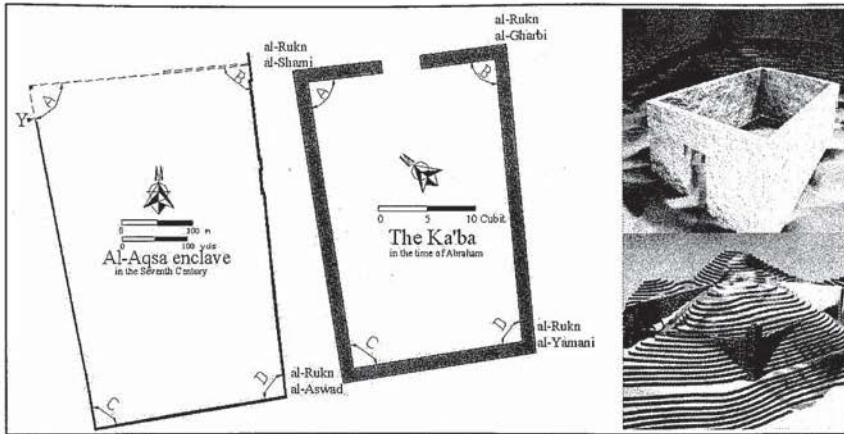 al-Rukn
al-Shami
al-Rukn
al-Gharbi
A
B
Y
A
B
0
m
0 100 yds
Al-Aqsa enclave
in the Seventh Century
0 5 10 Cubit
The Ka'ba
in the time of Abraham
C
D
al-Rukn
al-Aswad
C
D
al-Rukn
al-Yamani